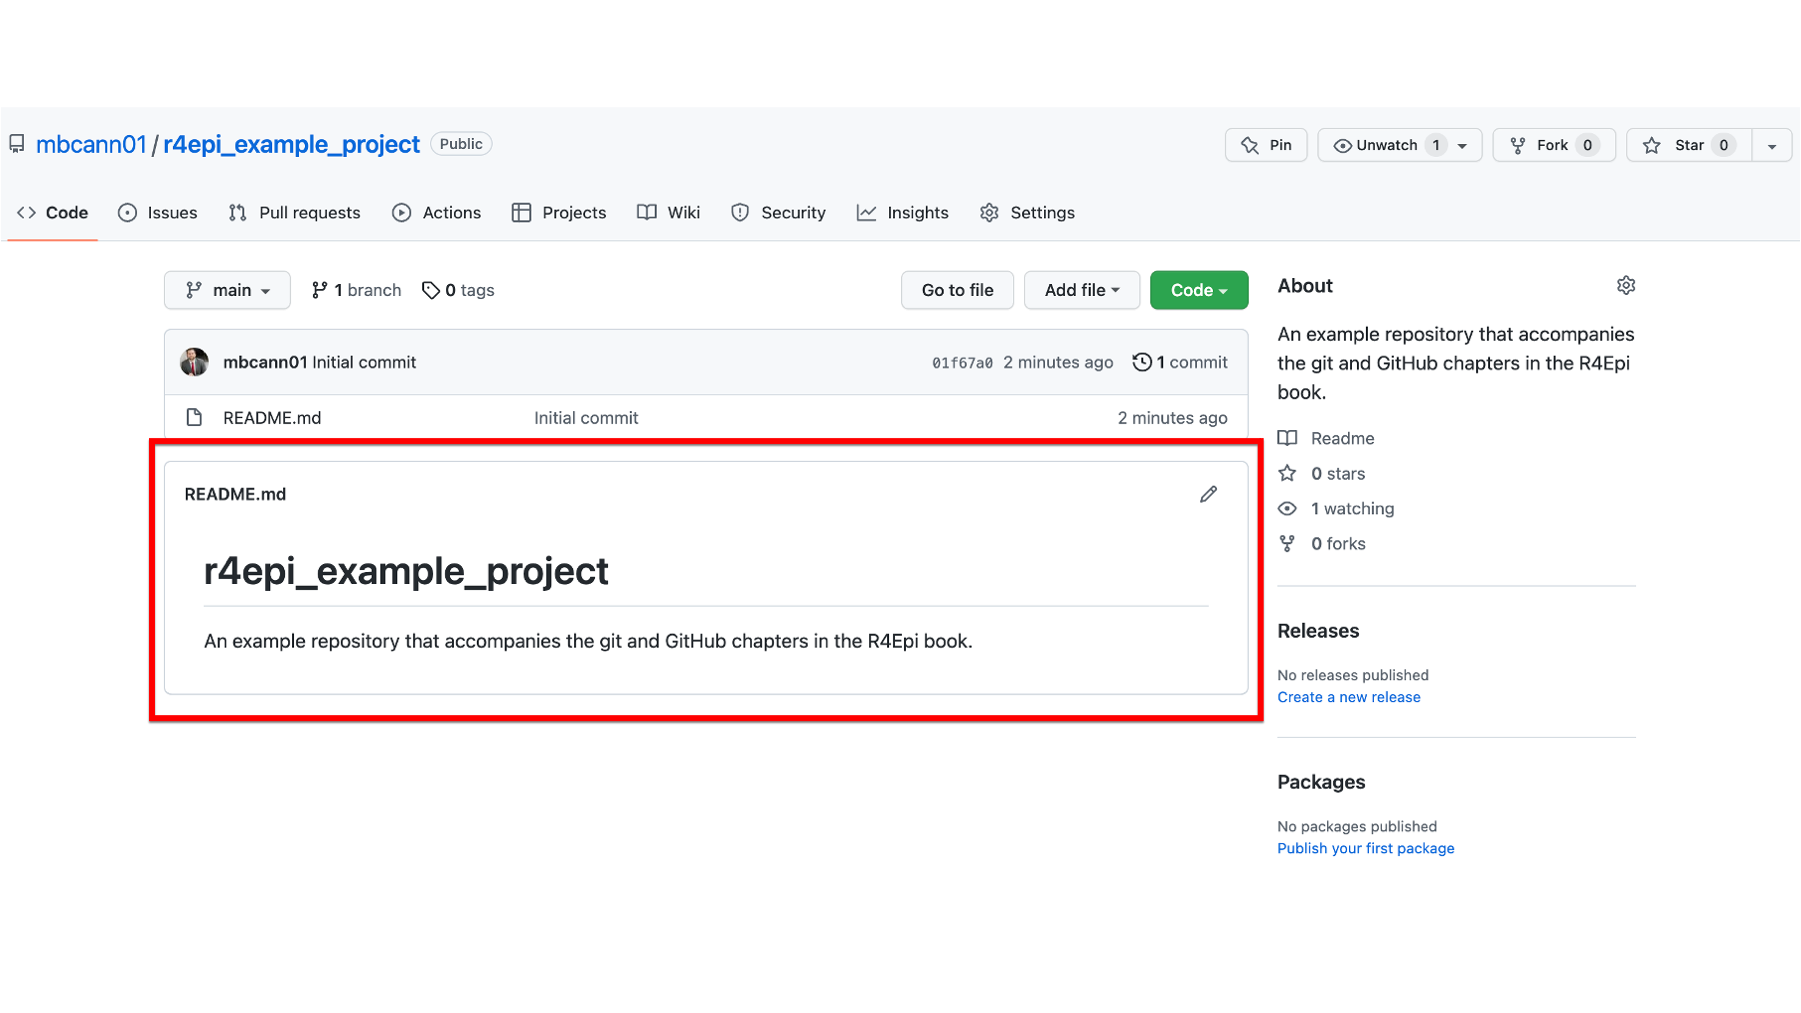 mbcann01 / r4epi_example_project Public
Pin Unwatch 1 Fork 0 Star 0
Code Issues Pull requests Actions Projects Wiki Security Insights Settings
main 1 branch 0 tags Go to file Add file Code
mbcann01 Initial commit 01f67a0 2 minutes ago 1 commit
README.md Initial commit 2 minutes ago
README.md
r4epi_example_project
An example repository that accompanies the git and GitHub chapters in the R4Epi book.
About
An example repository that accompanies
the git and GitHub chapters in the R4Epi
book.
Readme
0 stars
1 watching
0 forks
Releases
No releases published
Create a new release
Packages
No packages published
Publish your first package